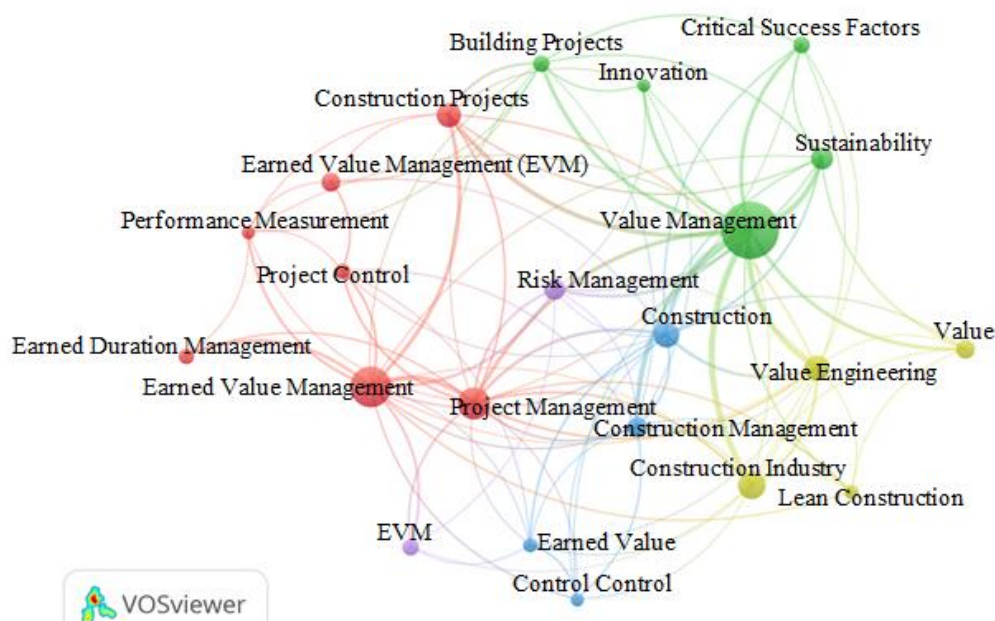 Critical Success Factors
Building Projects
Innovation
Construction Projects
Sustainability
Earned Value Management (EVM)
Performance Measurement
Value Management
Project Control
Risk Management
Construction
Value
Earned Duration Management
Value Engineering
Earned Value Management
Project Management
Construction Management
Construction Industry
Lean Construction
EVM
Earned Value
Control Control
VOSviewer